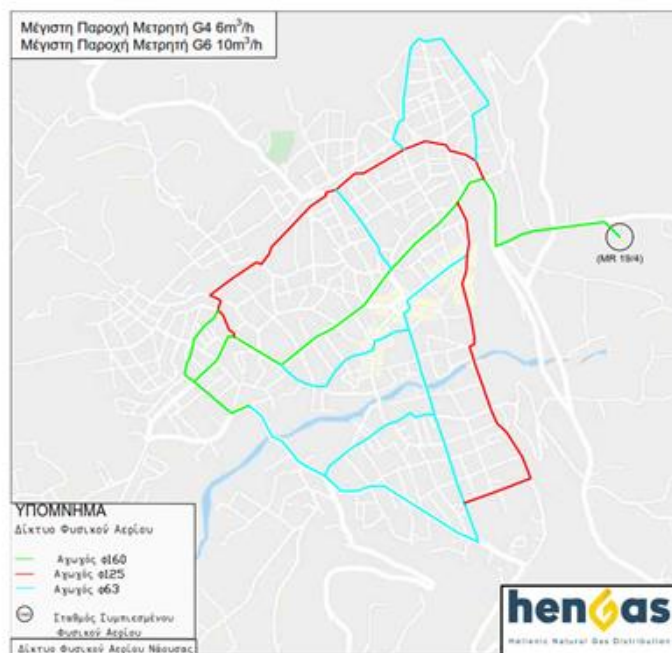 Μέγιστη Παροχή Μετρητή G4 6m³/h
Μέγιστη Παροχή Μετρητή G6 10m³/h
(MR 19/4)
ΥΠΟΜΝΗΜΑ
Δίκτυο Φυσικού Αερίου
Αγωγός φ160
Αγωγός φ125
Αγωγός φ63
Σταθμός Συμπιεσμένου
Φυσικού Αερίου
Δίκτυο Φυσικού Αερίου Νάουσας
hengas
Hellenic Natural Gas Distribution